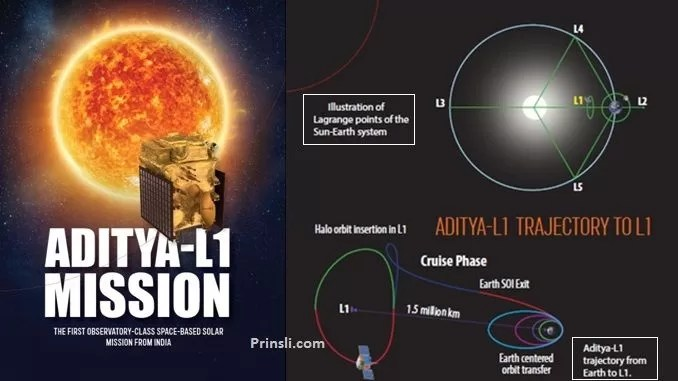 ADITYA-L1
MISSION
THE FIRST OBSERVATORY-CLASS SPACE-BASED SOLAR
MISSION FROM INDIA
Prinsli.com
L4
L3
L1
L2
L5
Illustration of
Lagrange points of the
Sun-Earth system
ADITYA-L1 TRAJECTORY TO L1
Halo orbit insertion in L1
Cruise Phase
Earth SOI Exit
L1
1.5 million km
Earth centered
orbit transfer
Aditya-L1
trajectory from
Earth to L1.